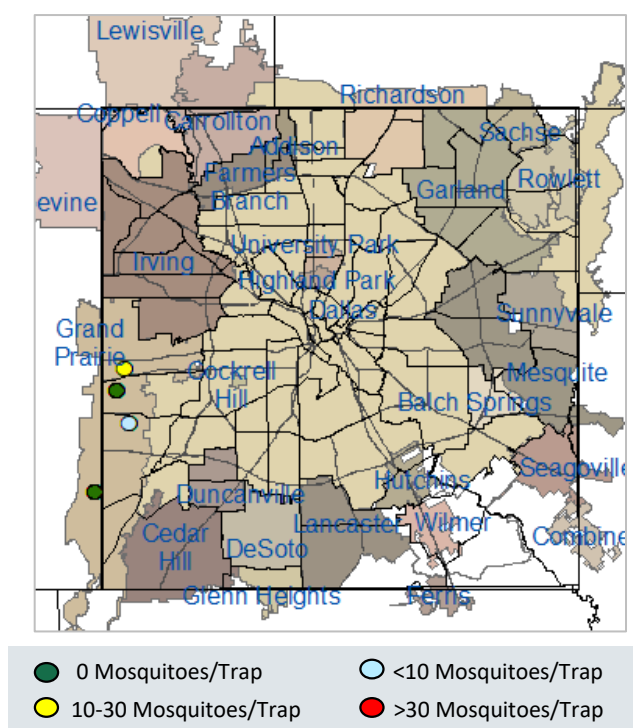 Lewisville
Richardson
Coppell
Carrollton
Addison
Sachse
Farmers
Branch
Garland
Rowlett
evine
University Park
Irving
Highland Park
Dallas
Sunnyvale
Grand
Prairie
Cockrell
Hill
Mesquite
Balch Springs
Seagoville
Hutchins
Duncanville
Lancaster
Wilmer
Cedar
Hill
DeSoto
Combine
Glenn Heights
Ferris
0 Mosquitoes/Trap
<10 Mosquitoes/Trap
10-30 Mosquitoes/Trap
>30 Mosquitoes/Trap